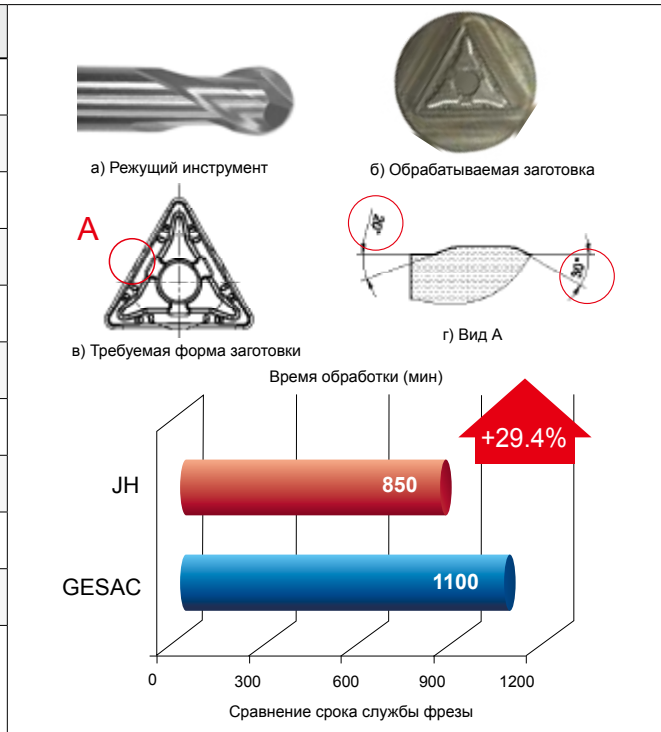 а) Режущий инструмент
б) Обрабатываемая заготовка
A
20°
30°
в) Требуемая форма заготовки
г) Вид А
Время обработки (мин)
+29.4%
JH
850
GESAC
1100
0 300 600 900 1200
Сравнение срока службы фрезы